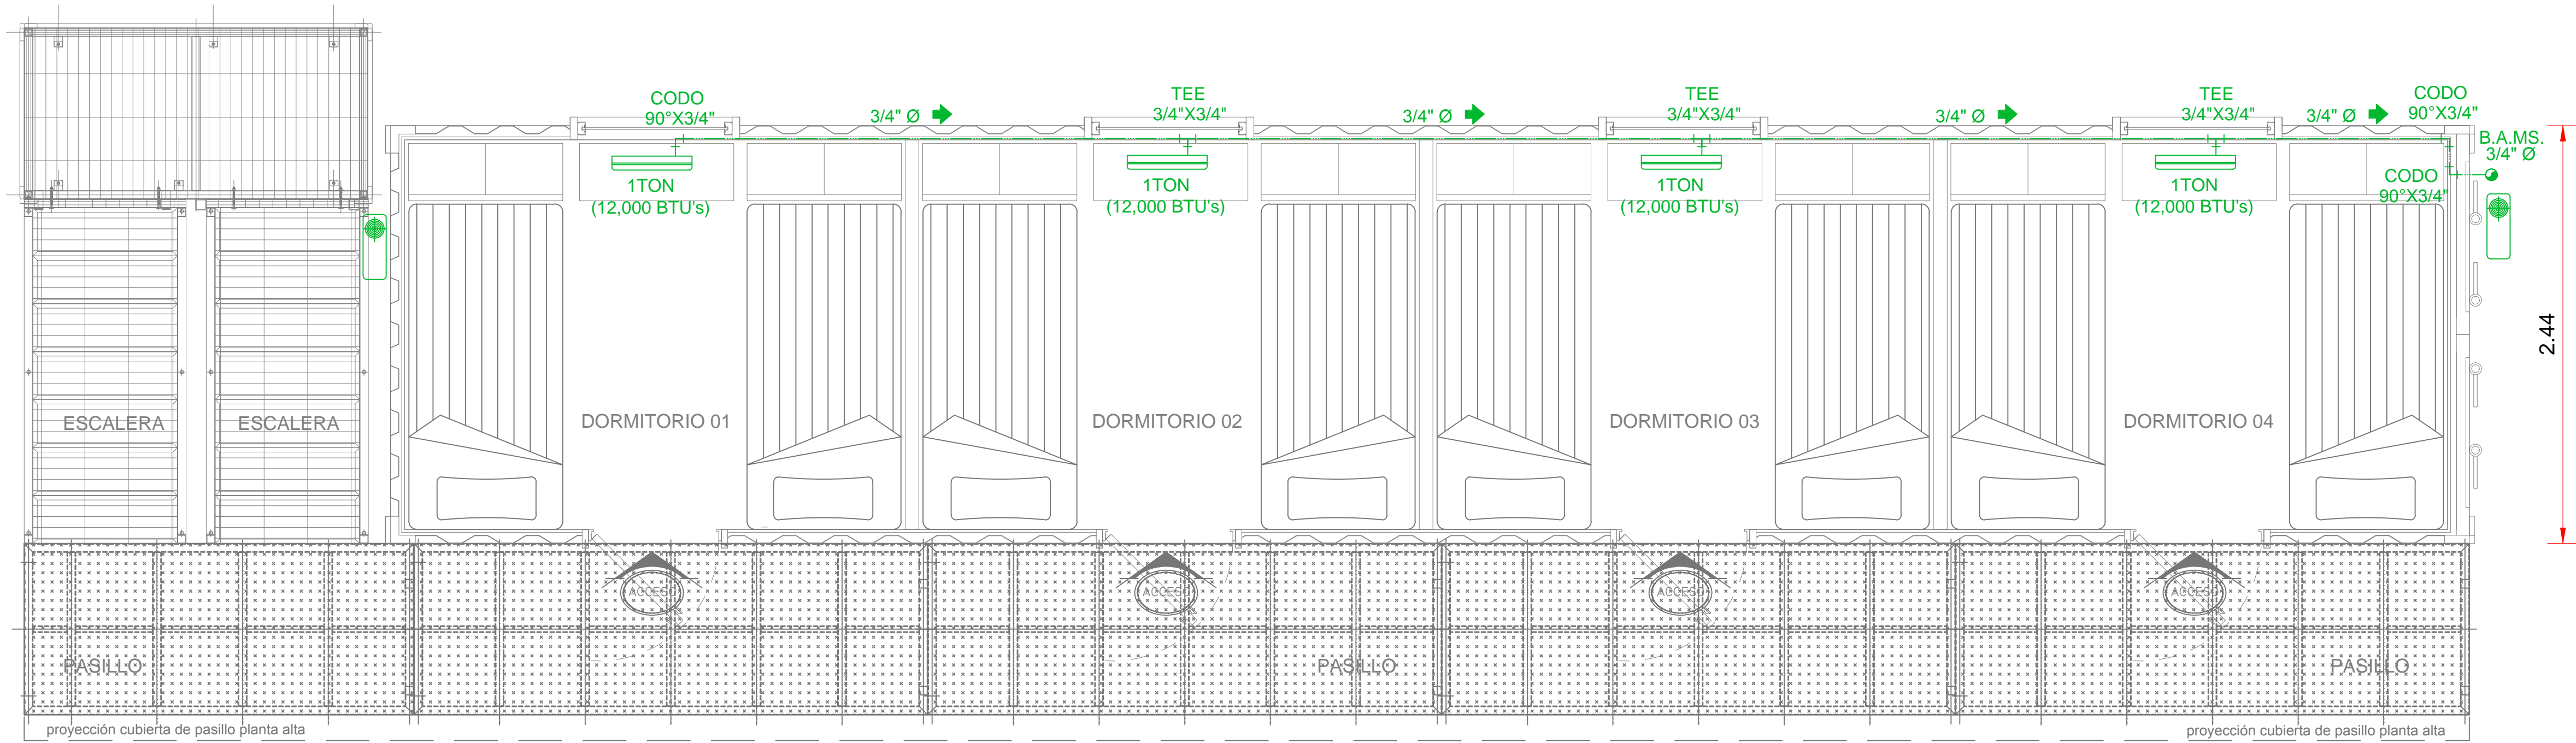 CODO
90°X3/4"
3/4" Ø
TEE
3/4"X3/4"
3/4" Ø
TEE
3/4"X3/4"
3/4" Ø
TEE
3/4"X3/4"
3/4" Ø
CODO
90°X3/4"
B.A.MS.
3/4" Ø
CODO
90°X3/4"
1TON
(12,000 BTU's)
1TON
(12,000 BTU's)
1TON
(12,000 BTU's)
1TON
(12,000 BTU's)
2.44
ESCALERA
ESCALERA
DORMITORIO 01
DORMITORIO 02
DORMITORIO 03
DORMITORIO 04
ACCESO
ACCESO
ACCESO
ACCESO
PASILLO
PASILLO
PASILLO
proyección cubierta de pasillo planta alta
proyección cubierta de pasillo planta alta